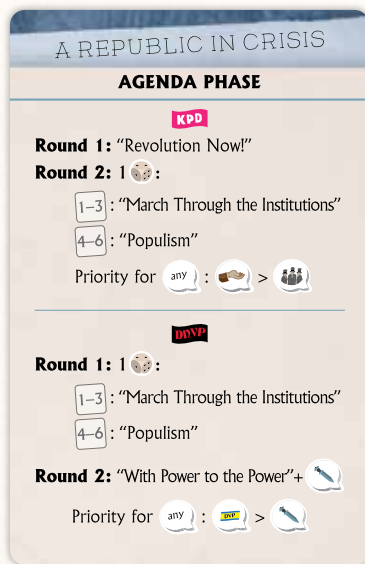 A REPUBLIC IN CRISIS
AGENDA PHASE
KPD
Round 1: “Revolution Now!”
Round 2: 1 :
1–3 : “March Through the Institutions”
4–6 : “Populism”
Priority for any : >
DNVP
Round 1: 1 :
1–3 : “March Through the Institutions”
4–6 : “Populism”
Round 2: “With Power to the Power”+
Priority for any : DVP >